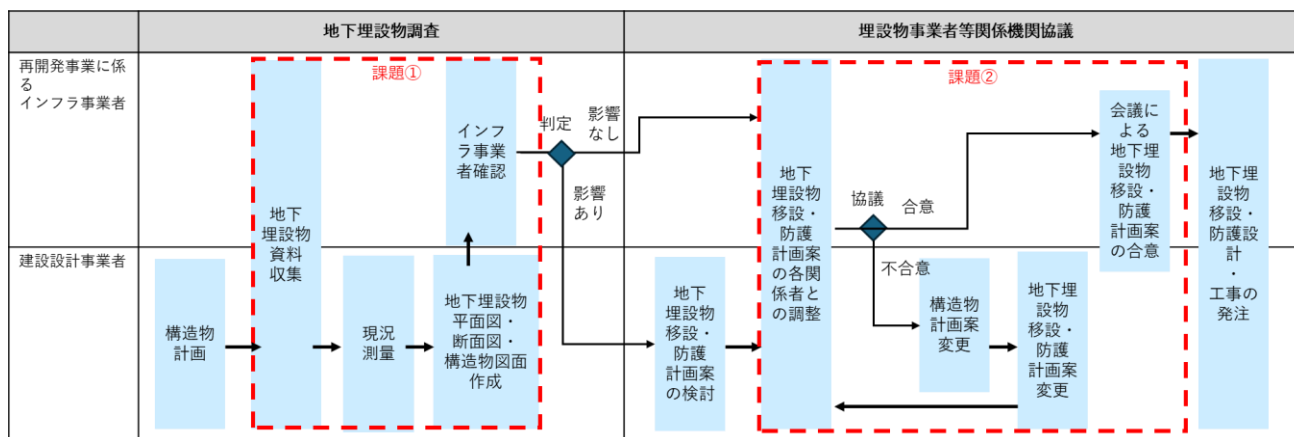 地下埋設物調査
埋設物事業者等関係機関協議
再開発事業に係
る
インフラ事業者
建設設計事業者
課題①
構造物
計画
地下
埋設物
資料
収集
現況
測量
地下埋設物
平面図・
断面図・
構造物図面
作成
インフ
ラ事業
者確認
判定
影響
なし
影響
あり
地下
埋設物
移設・
防護
計画案
の検討
課題②
地下
埋設物
移設・
防護
計画案
の各関
係者と
の調整
協議
合意
不合意
構造物
計画案
変更
地下埋
設物
移設・
防護
計画案
変更
会議に
よる
地下埋
設物
移設・
防護
計画案
の合意
地下埋
設物
移設・
防護設
計
・
工事の
発注